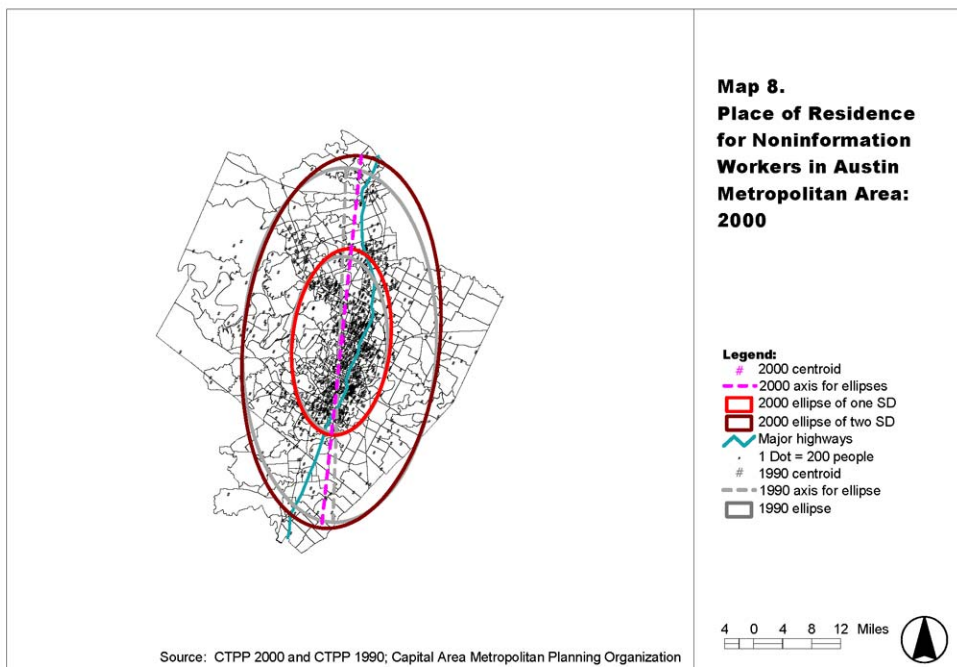 Map 8.
Place of Residence
for Noninformation
Workers in Austin
Metropolitan Area:
2000
Legend:
# 2000 centroid
2000 axis for ellipses
2000 ellipse of one SD
2000 ellipse of two SD
Major highways
1 Dot = 200 people
# 1990 centroid
1990 axis for ellipse
1990 ellipse
4 0 4 8 12 Miles
Source: CTPP 2000 and CTPP 1990; Capital Area Metropolitan Planning Organization